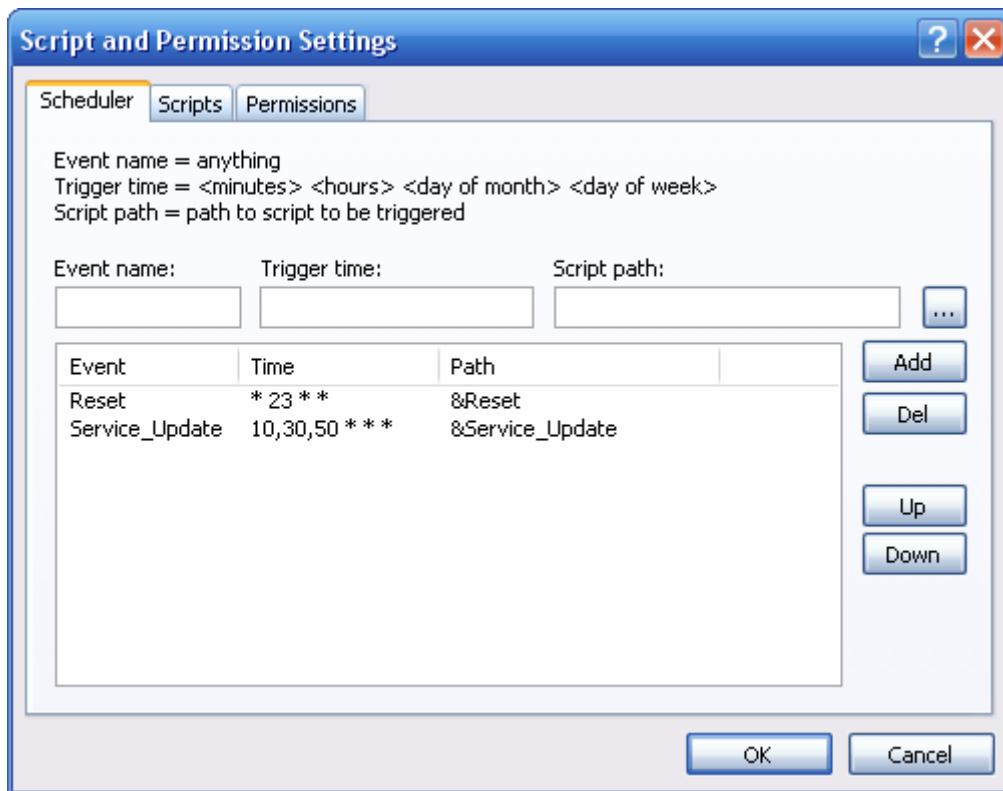 Script and Permission Settings
Scheduler Scripts Permissions
Event name = anything
Trigger time = <minutes> <hours> <day of month> <day of week>
Script path = path to script to be triggered
Event name: Trigger time: Script path:
...
Event Time Path
Add
Reset * 23 * * &Reset
Del
Service_Update 10,30,50 * * * &Service_Update
Up
Down
OK Cancel